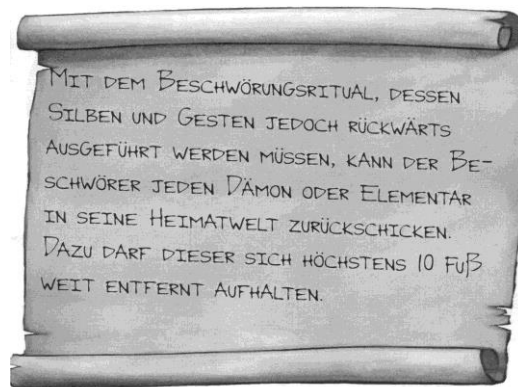 Mit dem Beschwörungsritual, dessen
Silben und Gesten jedoch rückwärts
ausgeführt werden müssen, kann der Be-
schwörer jeden Dämon oder Elementar
in seine Heimatwelt zurückschicken.
Dazu darf dieser sich höchstens 10 Fuß
weit entfernt aufhalten.